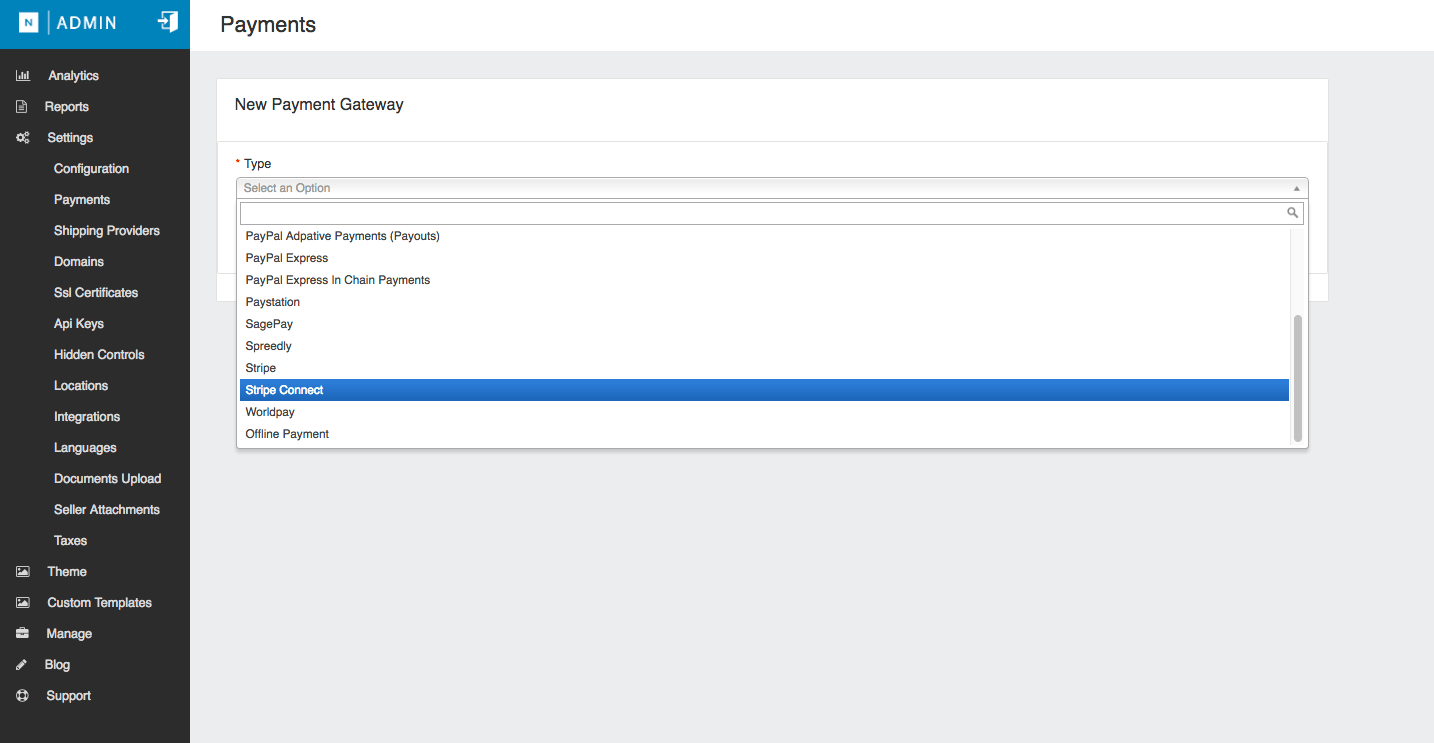 N ADMIN
Payments
Analytics
Reports
Settings
Configuration
Payments
Shipping Providers
Domains
Ssl Certificates
Api Keys
Hidden Controls
Locations
Integrations
Languages
Documents Upload
Seller Attachments
Taxes
Theme
Custom Templates
Manage
Blog
Support
New Payment Gateway
* Type
Select an Option
PayPal Adpative Payments (Payouts)
PayPal Express
PayPal Express In Chain Payments
Paystation
SagePay
Spreedly
Stripe
Stripe Connect
Worldpay
Offline Payment